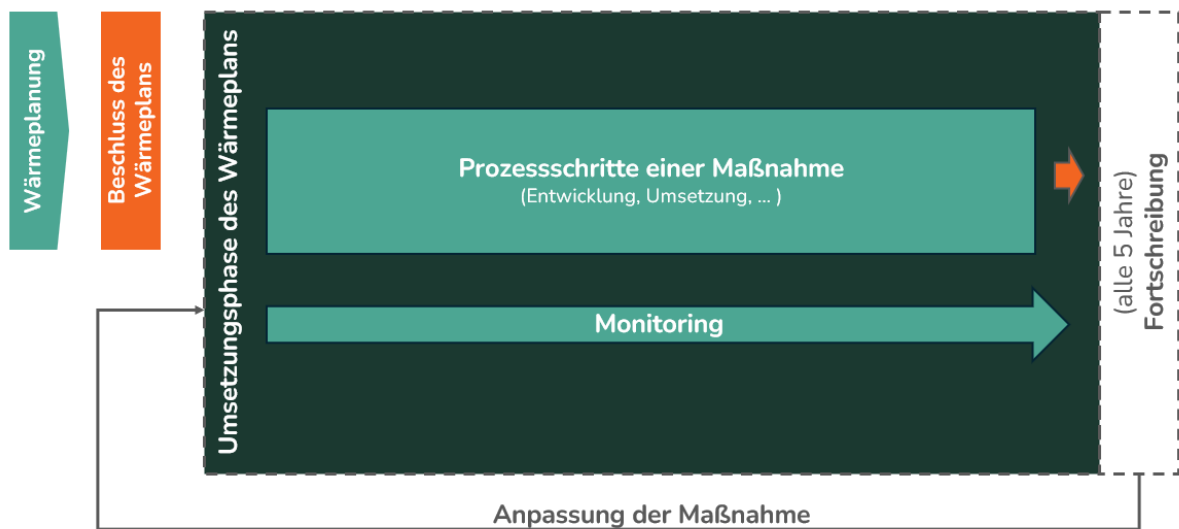 Wärmeplanung
Beschluss des
Wärmeplans
Umsetzungsphase des Wärmeplans
Prozessschritte einer Maßnahme
(Entwicklung, Umsetzung, ... )
Monitoring
(alle 5 Jahre)
Fortschreibung
Anpassung der Maßnahme